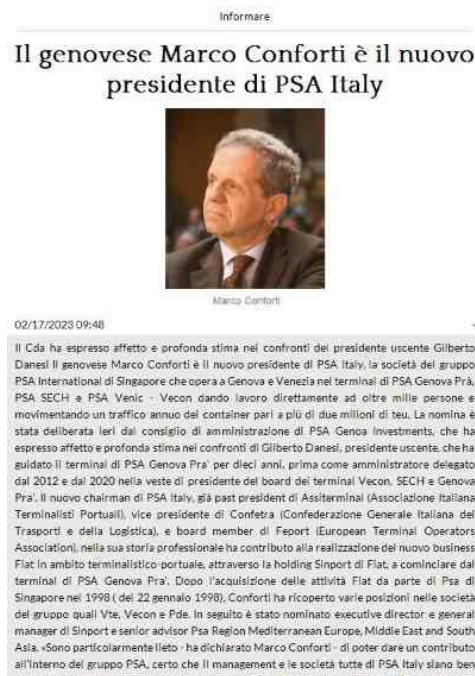 Informare
Il genovese Marco Conforti è il nuovo
presidente di PSA Italy
Marco Conforti
02/17/2023 09:48
Il Cda ha espresso affetto e profonda stima nei confronti del presidente uscente Gilberto
Danesi Il genovese Marco Conforti è il nuovo presidente di PSA Italy, la società del gruppo
PSA International di Singapore che opera a Genova e Venezia nei terminal di PSA Genova Prà,
PSA SECH e PSA Venic - Vecon dando lavoro direttamente ad oltre mille persone e
movimentando un traffico annuo dei container pari a più di due milioni di teu. La nomina è
stata deliberata ieri dal consiglio di amministrazione di PSA Genoa Investments, che ha
espresso affetto e profonda stima nei confronti di Gilberto Danesi, presidente uscente, che ha
guidato il terminal di PSA Genova Pra' per dieci anni, prima come amministratore delegato
dal 2012 e dal 2020 nella veste di presidente del board dei terminal Vecon, SECH e Genova
Pra'. Il nuovo chairman di PSA Italy, già past president di Assiterminal (Associazione Italiana
Terminalisti Portuali), vice presidente di Confetra (Confederazione Generale Italiana dei
Trasporti e della Logistica), e board member di Feport (European Terminal Operators
Association), nella sua storia professionale ha contribuito alla realizzazione del nuovo business
Fiat in ambito terminalistico-portuale, attraverso la holding Sinport di Fiat, a cominciare dal
terminal di PSA Genova Pra'. Dopo l'acquisizione delle attività Fiat da parte di Psa di
Singapore nel 1998 ( del 22 gennaio 1998), Conforti ha ricoperto varie posizioni nelle società
del gruppo quali Vte, Vecon e Pde. In seguito è stato nominato executive director e general
manager di Sinport e senior advisor Psa Region Mediterranean Europe, Middle East and South
Asia. «Sono particolarmente lieto - ha dichiarato Marco Conforti - di poter dare un contributo
all'interno del gruppo PSA, certo che il management e le società tutte di PSA Italy siano ben